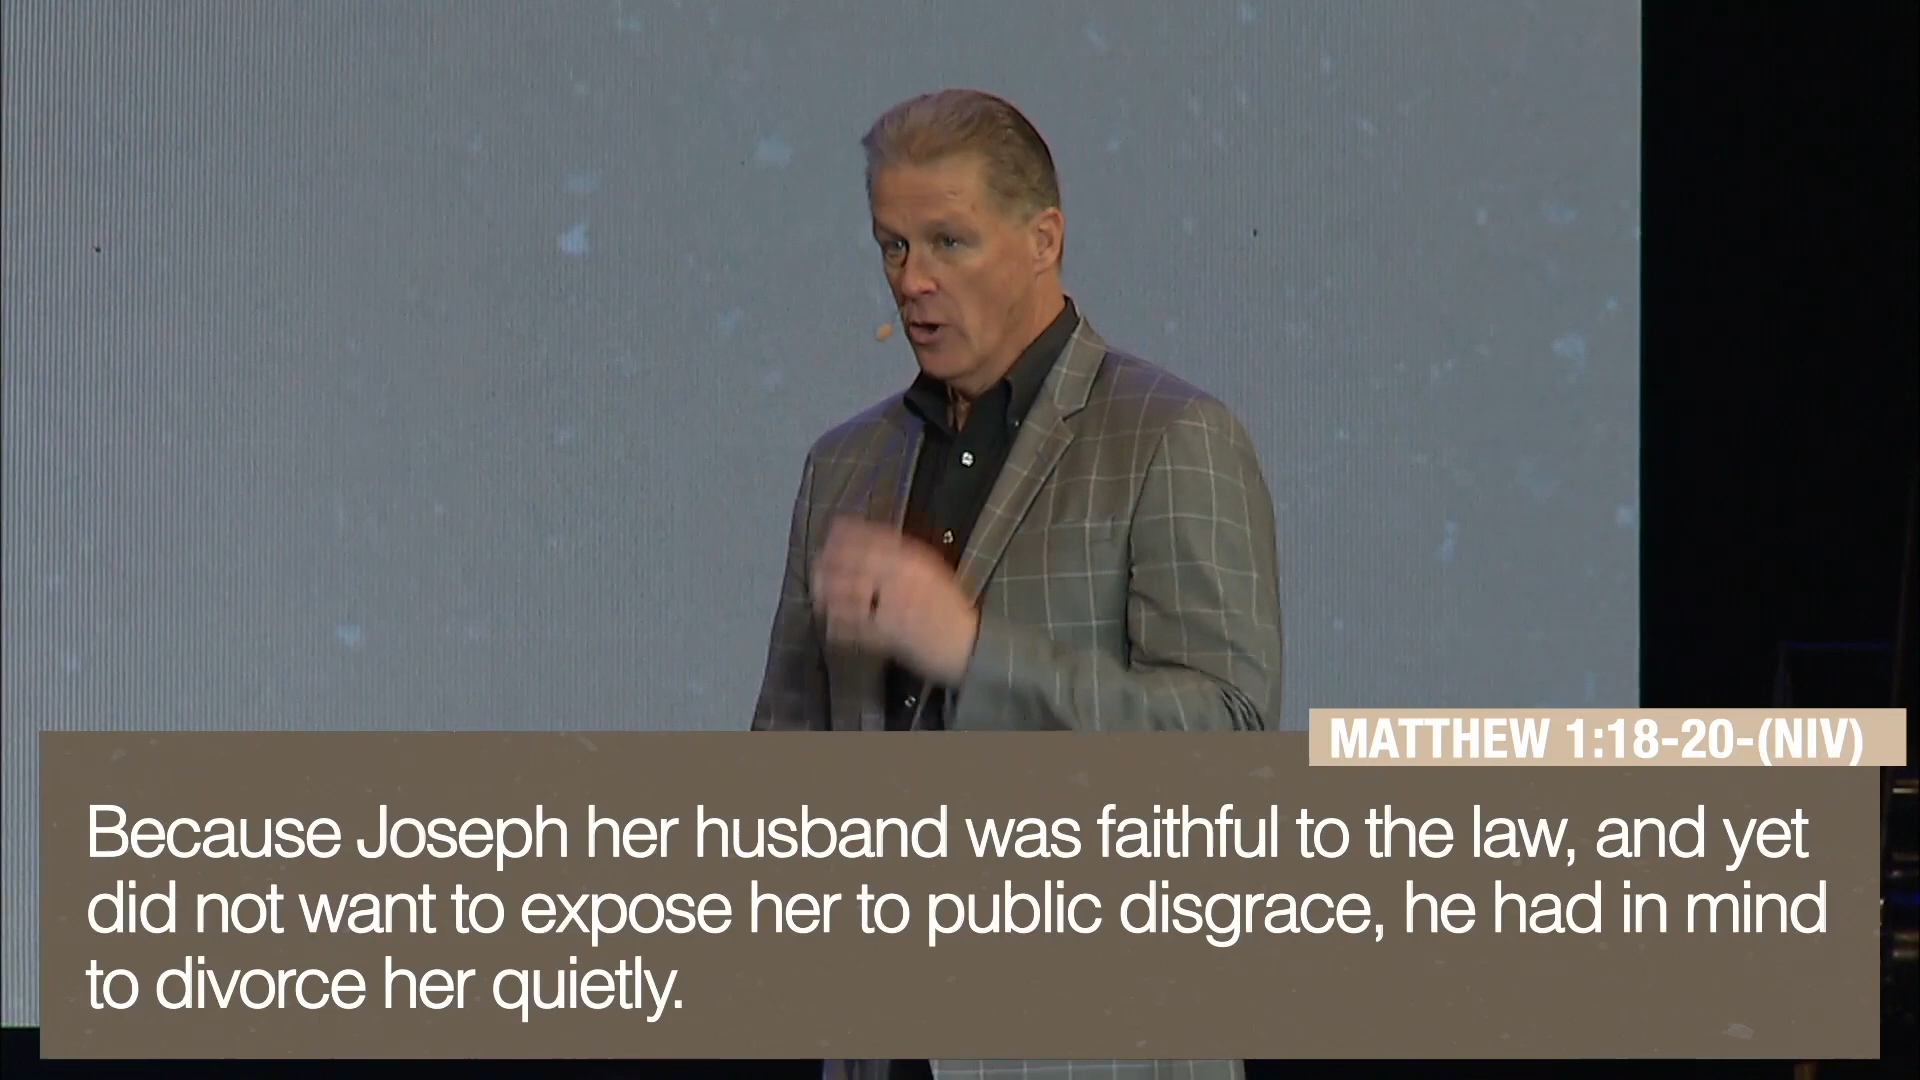 MATTHEW 1:18-20-(NIV)
Because Joseph her husband was faithful to the law, and yet
did not want to expose her to public disgrace, he had in mind
to divorce her quietly.